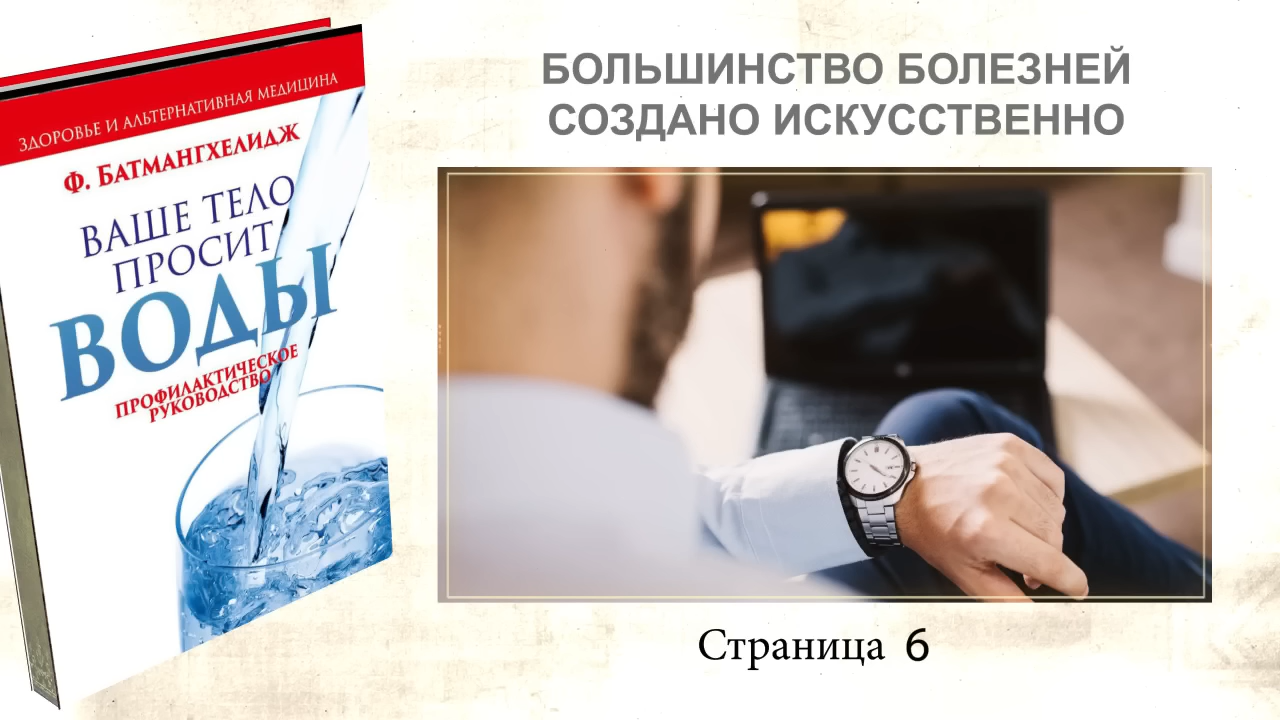 ЗДОРОВЬЕ И АЛЬТЕРНАТИВНАЯ МЕДИЦИНА
Ф. БАТМАНГХЕЛИДЖ
ВАШЕ ТЕЛО
ПРОСИТ
ВОДЫ
ПРОФИЛАКТИЧЕСКОЕ
РУКОВОДСТВО
БОЛЬШИНСТВО БОЛЕЗНЕЙ
СОЗДАНО ИСКУССТВЕННО
Страница 6